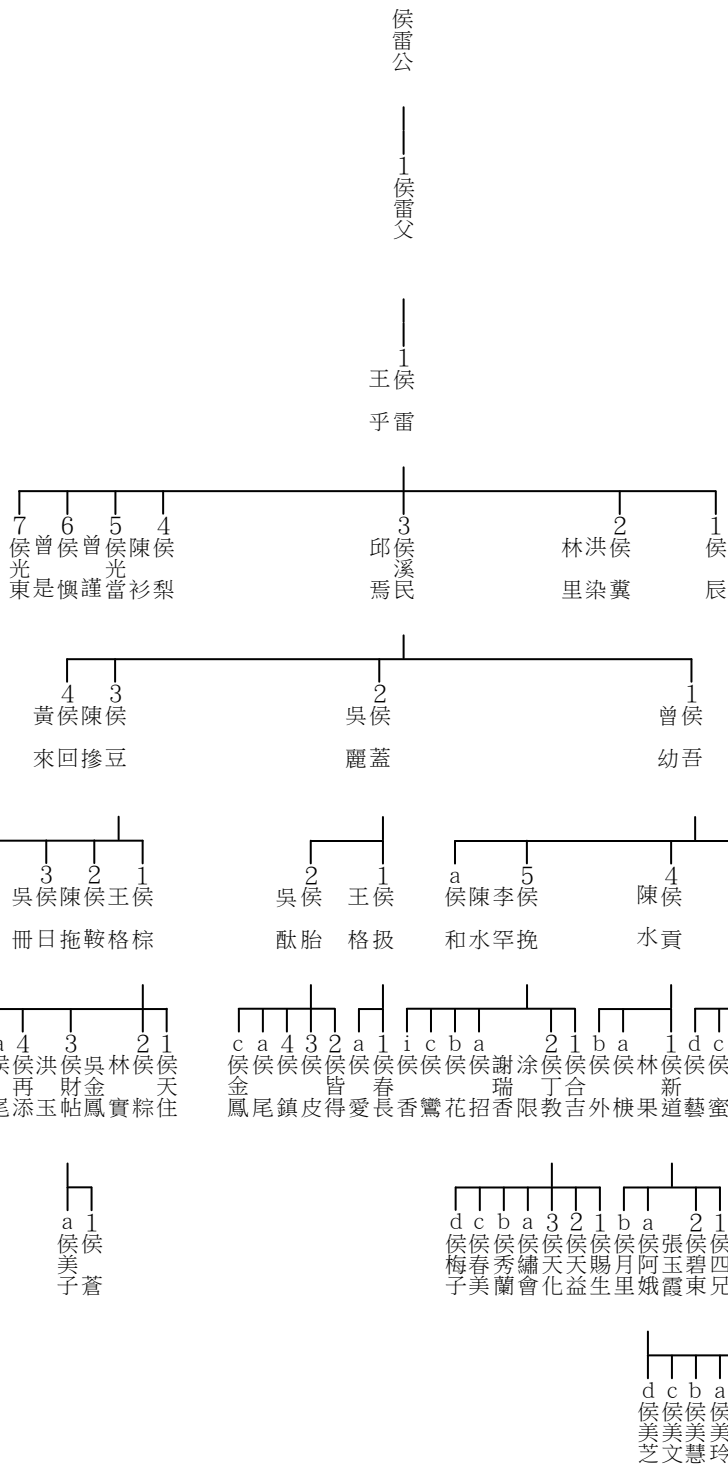 侯雷公
1侯雷父
1侯　雷
王　乎
1侯　辰
2侯　糞
洪　染
林　里
3侯溪民
邱　焉
4侯　梨
陳　衫
5侯光當
曾　謹
6侯　懊
曾　是
7侯光東
1侯　吾
曾　幼
2侯　蓋
吳　麗
3侯　豆
陳　摻
4侯　回
黃　來
4侯　貢
陳　水
5侯　挽
李　罕
陳　水
a侯　和
1侯　扱
王　格
2侯　胎
吳　酞
1侯　棕
王　格
2侯　鞍
陳　拖
3侯　日
吳　冊
c侯　蜜
d侯　藝
1侯新道
林　果
a侯　椩
b侯　外
1侯合吉
2侯丁教
涂　限
謝瑞香
a侯　招
b侯　花
c侯　鸞
i侯　香
1侯春長
a侯　愛
2侯皆得
3侯　皮
4侯　鎮
a侯　尾
c侯金鳳
1侯天住
2侯　粽
林　實
吳金鳳
3侯財帖
洪　玉
4侯再添
a侯　尾
1侯四兄
2侯碧東
張玉霞
a侯阿娥
b侯月里
1侯賜生
2侯天益
3侯天化
a侯繡會
b侯秀蘭
c侯春美
d侯梅子
1侯　蒼
a侯美子
a侯美玲
b侯美慧
c侯美文
d侯美芝